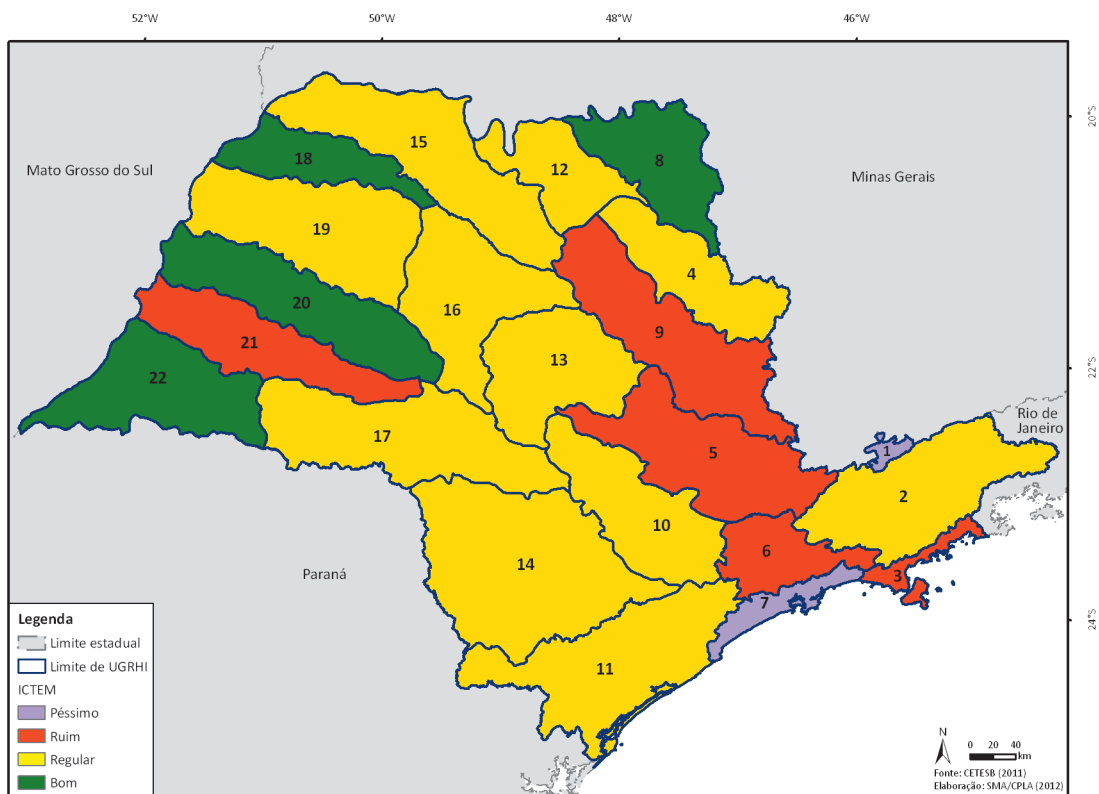 52°W
50°W
48°W
46°W
20°S
22°S
24°S
Mato Grosso do Sul
Minas Gerais
Rio de
Janeiro
Paraná
15
18
12
8
19
4
20
16
9
21
13
22
17
5
1
2
10
6
14
3
7
11
Legenda
Limite estadual
Limite de UGRHI
ICTEM
Péssimo
Ruim
Regular
Bom
N
0 20 40
km
Fonte: CETESB (2011)
Elaboração: SMA/CPLA (2012)